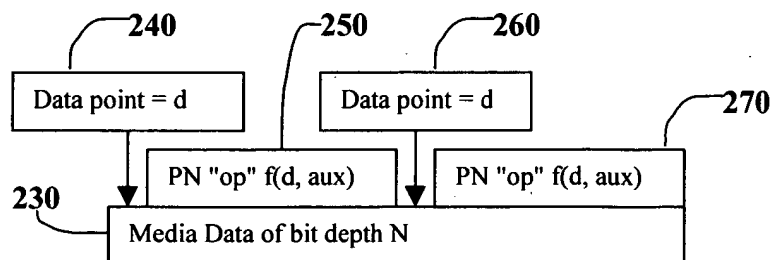 240
250
260
Data point = d
Data point = d
270
PN "op" f(d, aux)
PN "op" f(d, aux)
230
Media Data of bit depth N